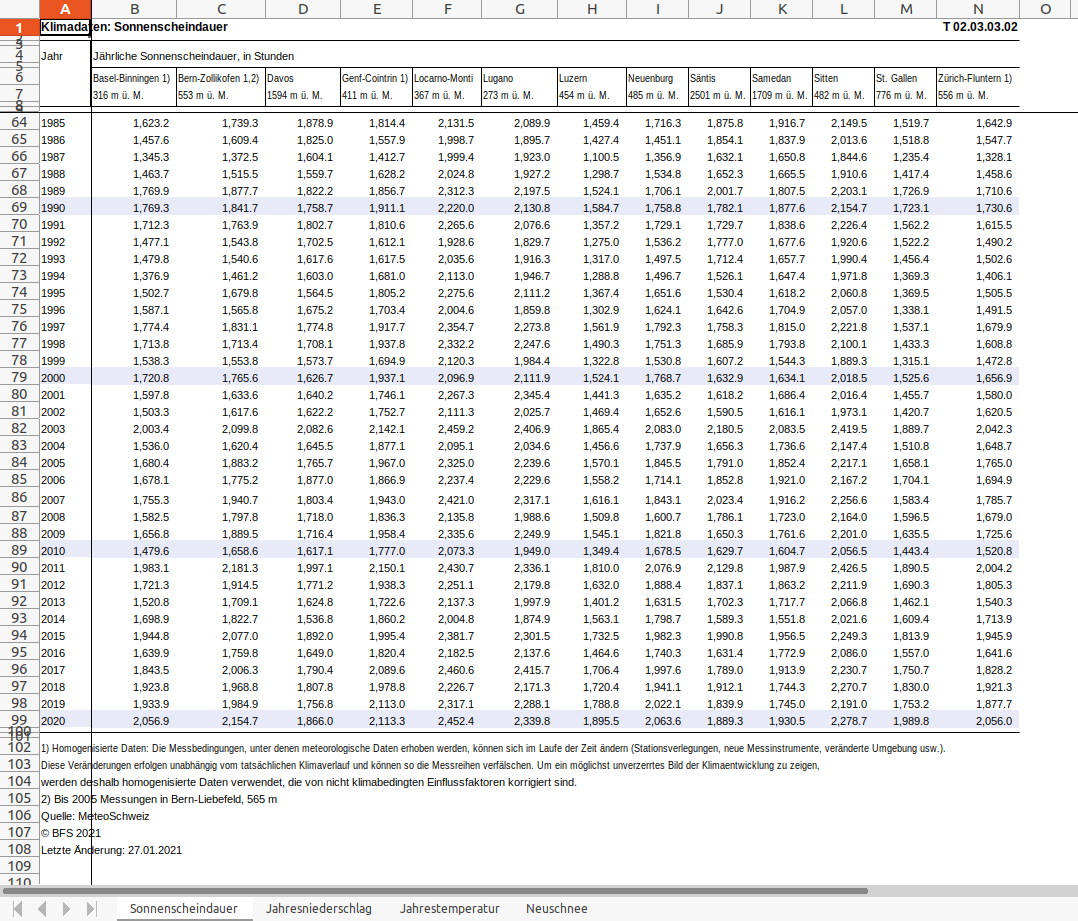 A B C D E F G H I J K L M N O
1 Klimadaten: Sonnenscheindauer T 02.03.03.02
4 Jahr Jährliche Sonnenscheindauer, in Stunden
5
6 Basel-Binningen 1) Bern-Zollikofen 1,2) Davos Genf-Cointrin 1) Locarno-Monti Lugano Luzern Neuenburg Säntis Samedan Sitten St. Gallen Zürich-Fluntern 1)
7 316 m ü. M. 553 m ü. M. 1594 m ü. M. 411 m ü. M. 367 m ü. M. 273 m ü. M. 454 m ü. M. 485 m ü. M. 2501 m ü. M. 1709 m ü. M. 482 m ü. M. 776 m ü. M. 556 m ü. M.
64 1985 1,623.2 1,739.3 1,878.9 1,814.4 2,131.5 2,089.9 1,459.4 1,716.3 1,875.8 1,916.7 2,149.5 1,519.7 1,642.9
65 1986 1,457.6 1,609.4 1,825.0 1,557.9 1,998.7 1,895.7 1,427.4 1,451.1 1,854.1 1,837.9 2,013.6 1,518.8 1,547.7
66 1987 1,345.3 1,372.5 1,604.1 1,412.7 1,999.4 1,923.0 1,100.5 1,356.9 1,632.1 1,650.8 1,844.6 1,235.4 1,328.1
67 1988 1,463.7 1,515.5 1,559.7 1,628.2 2,024.8 1,927.2 1,298.7 1,534.8 1,652.3 1,665.5 1,910.6 1,417.4 1,458.6
68 1989 1,769.9 1,877.7 1,822.2 1,856.7 2,312.3 2,197.5 1,524.1 1,706.1 2,001.7 1,807.5 2,203.1 1,726.9 1,710.6
69 1990 1,769.3 1,841.7 1,758.7 1,911.1 2,220.0 2,130.8 1,584.7 1,758.8 1,782.1 1,877.6 2,154.7 1,723.1 1,730.6
70 1991 1,712.3 1,763.9 1,802.7 1,810.6 2,265.6 2,076.6 1,357.2 1,729.1 1,729.7 1,838.6 2,226.4 1,562.2 1,615.5
71 1992 1,477.1 1,543.8 1,702.5 1,612.1 1,928.6 1,829.7 1,275.0 1,536.2 1,777.0 1,677.6 1,920.6 1,522.2 1,490.2
72 1993 1,479.8 1,540.6 1,617.6 1,617.5 2,035.6 1,916.3 1,317.0 1,497.5 1,712.4 1,657.7 1,990.4 1,456.4 1,502.6
73 1994 1,376.9 1,461.2 1,603.0 1,681.0 2,113.0 1,946.7 1,288.8 1,496.7 1,526.1 1,647.4 1,971.8 1,369.3 1,406.1
74 1995 1,502.7 1,679.8 1,564.5 1,805.2 2,275.6 2,111.2 1,367.4 1,651.6 1,530.4 1,618.2 2,060.8 1,369.5 1,505.5
75 1996 1,587.1 1,565.8 1,675.2 1,703.4 2,004.6 1,859.8 1,302.9 1,624.1 1,642.6 1,704.9 2,057.0 1,338.1 1,491.5
76 1997 1,774.4 1,831.1 1,774.8 1,917.7 2,354.7 2,273.8 1,561.9 1,792.3 1,758.3 1,815.0 2,221.8 1,537.1 1,679.9
77 1998 1,713.8 1,713.4 1,708.1 1,937.8 2,332.2 2,247.6 1,490.3 1,751.3 1,685.9 1,793.8 2,100.1 1,433.3 1,608.8
78 1999 1,538.3 1,553.8 1,573.7 1,694.9 2,120.3 1,984.4 1,322.8 1,530.8 1,607.2 1,544.3 1,889.3 1,315.1 1,472.8
79 2000 1,720.8 1,765.6 1,626.7 1,937.1 2,096.9 2,111.9 1,524.1 1,768.7 1,632.9 1,634.1 2,018.5 1,525.6 1,656.9
80 2001 1,597.8 1,633.6 1,640.2 1,746.1 2,267.3 2,345.4 1,441.3 1,635.2 1,618.2 1,686.4 2,016.4 1,455.7 1,580.0
81 2002 1,503.3 1,617.6 1,622.2 1,752.7 2,111.3 2,025.7 1,469.4 1,652.6 1,590.5 1,616.1 1,973.1 1,420.7 1,620.5
82 2003 2,003.4 2,099.8 2,082.6 2,142.1 2,459.2 2,406.9 1,865.4 2,083.0 2,180.5 2,083.5 2,419.5 1,889.7 2,042.3
83 2004 1,536.0 1,620.4 1,645.5 1,877.1 2,095.1 2,034.6 1,456.6 1,737.9 1,656.3 1,736.6 2,147.4 1,510.8 1,648.7
84 2005 1,680.4 1,883.2 1,765.7 1,967.0 2,325.0 2,239.6 1,570.1 1,845.5 1,791.0 1,852.4 2,217.1 1,658.1 1,765.0
85 2006 1,678.1 1,775.2 1,877.0 1,866.9 2,237.4 2,229.6 1,558.2 1,714.1 1,852.8 1,921.0 2,167.2 1,704.1 1,694.9
86 2007 1,755.3 1,940.7 1,803.4 1,943.0 2,421.0 2,317.1 1,616.1 1,843.1 2,023.4 1,916.2 2,256.6 1,583.4 1,785.7
87 2008 1,582.5 1,797.8 1,718.0 1,836.3 2,135.8 1,988.6 1,509.8 1,600.7 1,786.1 1,723.0 2,164.0 1,596.5 1,679.0
88 2009 1,656.8 1,889.5 1,716.4 1,958.4 2,335.6 2,249.9 1,545.1 1,821.8 1,650.3 1,761.6 2,201.0 1,635.5 1,725.6
89 2010 1,479.6 1,658.6 1,617.1 1,777.0 2,073.3 1,949.0 1,349.4 1,678.5 1,629.7 1,604.7 2,056.5 1,443.4 1,520.8
90 2011 1,983.1 2,181.3 1,997.1 2,150.1 2,430.7 2,336.1 1,810.0 2,076.9 2,129.8 1,987.9 2,426.5 1,890.5 2,004.2
91 2012 1,721.3 1,914.5 1,771.2 1,938.3 2,251.1 2,179.8 1,632.0 1,888.4 1,837.1 1,863.2 2,211.9 1,690.3 1,805.3
92 2013 1,520.8 1,709.1 1,624.8 1,722.6 2,137.3 1,997.9 1,401.2 1,631.5 1,702.3 1,717.7 2,066.8 1,462.1 1,540.3
93 2014 1,698.9 1,822.7 1,536.8 1,860.2 2,004.8 1,874.9 1,563.1 1,798.7 1,589.3 1,551.8 2,021.6 1,609.4 1,713.9
94 2015 1,944.8 2,077.0 1,892.0 1,995.4 2,381.7 2,301.5 1,732.5 1,982.3 1,990.8 1,956.5 2,249.3 1,813.9 1,945.9
95 2016 1,639.9 1,759.8 1,649.0 1,820.4 2,182.5 2,137.6 1,464.6 1,740.3 1,631.4 1,772.9 2,086.0 1,557.0 1,641.6
96 2017 1,843.5 2,006.3 1,790.4 2,089.6 2,460.6 2,415.7 1,706.4 1,997.6 1,789.0 1,913.9 2,230.7 1,750.7 1,828.2
97 2018 1,923.8 1,968.8 1,807.8 1,978.8 2,226.7 2,171.3 1,720.4 1,941.1 1,912.1 1,744.3 2,270.7 1,830.0 1,921.3
98 2019 1,933.9 1,984.9 1,756.8 2,113.0 2,317.1 2,288.1 1,788.8 2,022.1 1,839.9 1,745.0 2,191.0 1,753.2 1,877.7
99 2020 2,056.9 2,154.7 1,866.0 2,113.3 2,452.4 2,339.8 1,895.5 2,063.6 1,889.3 1,930.5 2,278.7 1,989.8 2,056.0
102 1) Homogenisierte Daten: Die Messbedingungen, unter denen meteorologische Daten erhoben werden, können sich im Laufe der Zeit ändern (Stationsverlegungen, neue Messinstrumente, veränderte Umgebung usw.).
103 Diese Veränderungen erfolgen unabhängig vom tatsächlichen Klimaverlauf und können so die Messreihen verfälschen. Um ein möglichst unverzerrtes Bild der Klimaentwicklung zu zeigen,
104 werden deshalb homogenisierte Daten verwendet, die von nicht klimabedingten Einflussfaktoren korrigiert sind.
105 2) Bis 2005 Messungen in Bern-Liebefeld, 565 m
106 Quelle: MeteoSchweiz
107 © BFS 2021
108 Letzte Änderung: 27.01.2021
109
110
Sonnenscheindauer Jahresniederschlag Jahrestemperatur Neuschnee